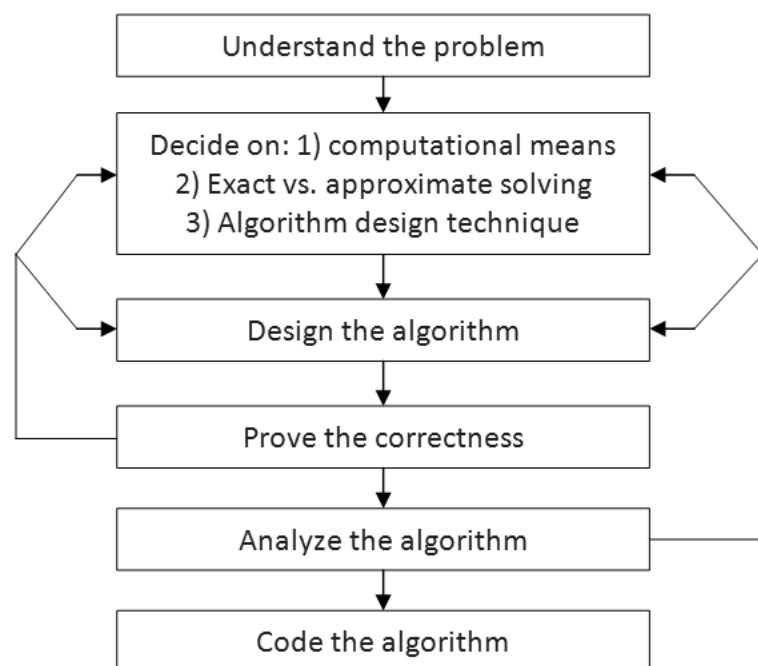 Understand the problem
Decide on: 1) computational means
2) Exact vs. approximate solving
3) Algorithm design technique
Design the algorithm
Prove the correctness
Analyze the algorithm
Code the algorithm